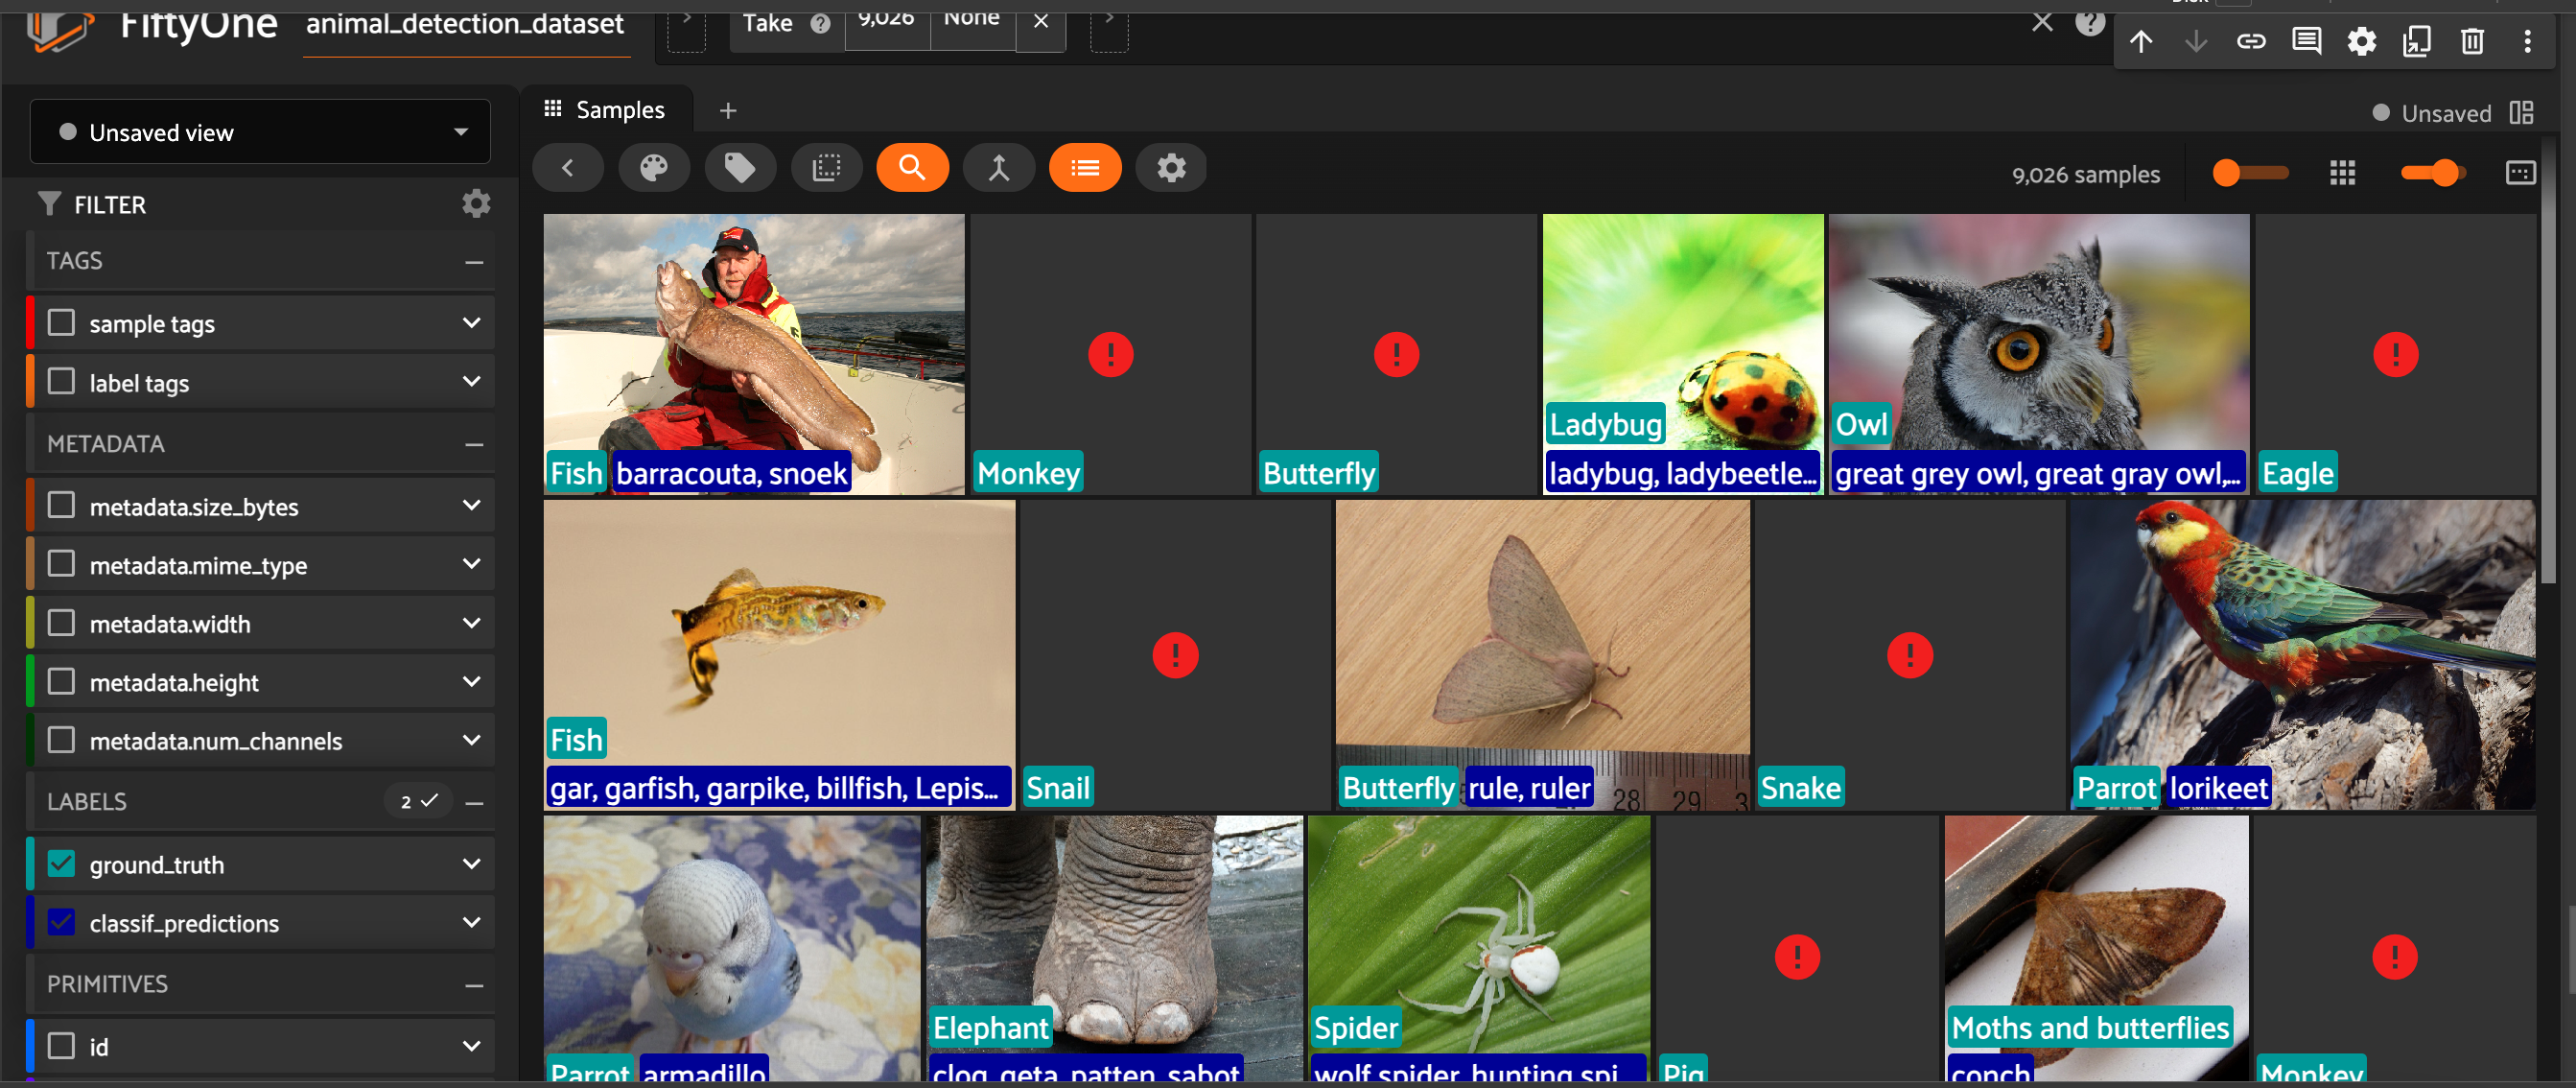 FiftyOne animal_detection_dataset Take 9,026 None
Samples
Unsaved
Unsaved view
9,026 samples
FILTER
TAGS
sample tags
label tags
METADATA
metadata.size_bytes
metadata.mime_type
metadata.width
metadata.height
metadata.num_channels
LABELS 2
ground_truth
classif_predictions
PRIMITIVES
id
Fish barracouta, snoek
Monkey
Butterfly
Ladybug
ladybug, ladybeetle...
Owl
great grey owl, great gray owl,...
Eagle
Fish
gar, garfish, garpike, billfish, Lepis...
Snail
Butterfly rule, ruler
28 29 3
Snake
Parrot lorikeet
Parrot armadillo
Elephant
clog, geta, patten, sabot
Spider
wolf spider, hunting spi...
Pig
Moths and butterflies
conch
Monkey